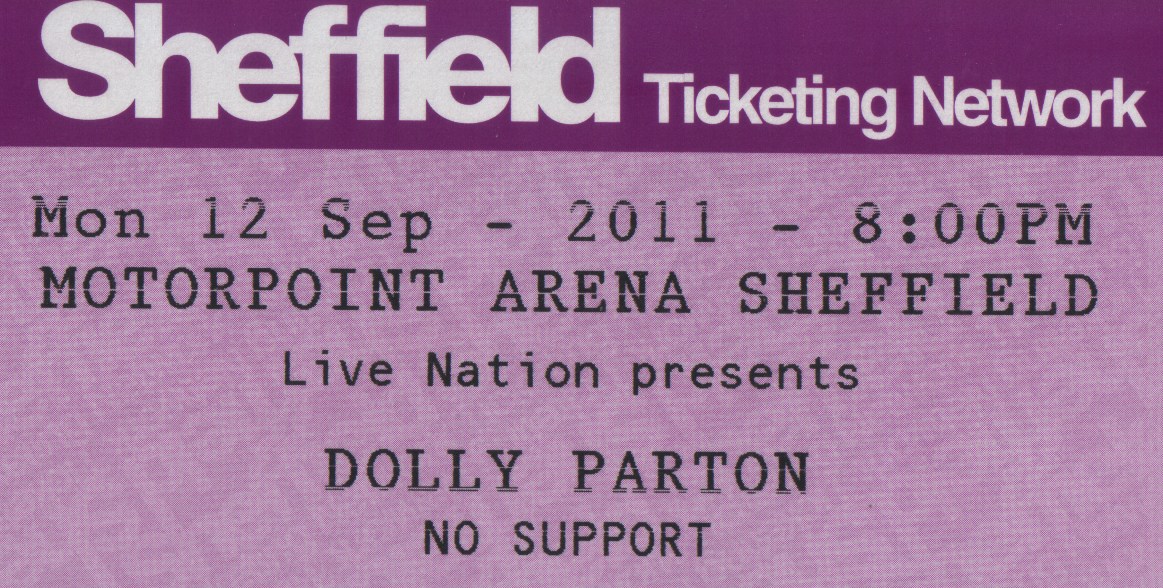 Sheffield Ticketing Network
Mon 12 Sep - 2011 - 8:00PM
MOTORPOINT ARENA SHEFFIELD
Live Nation presents
DOLLY PARTON
NO SUPPORT